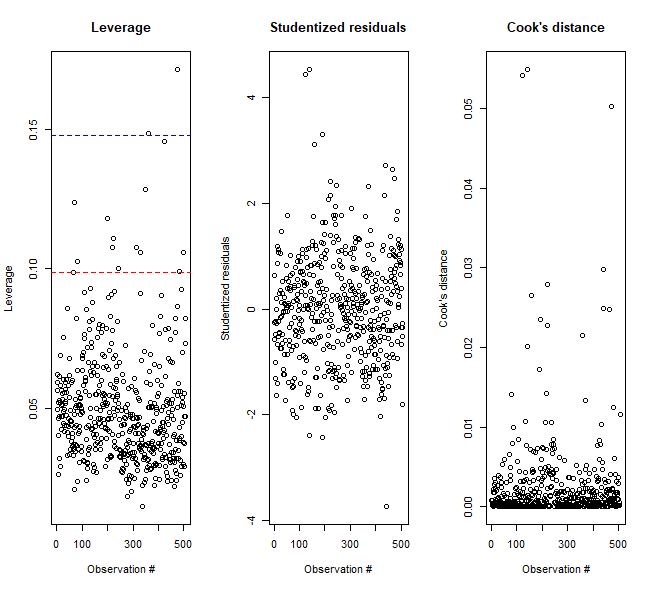 Leverage
Leverage
0.05
0.10
0.15
0
100
300
500
Observation #
Studentized residuals
Studentized residuals
-4
-2
0
2
4
0
100
300
500
Observation #
Cook's distance
Cook's distance
0.00
0.01
0.02
0.03
0.04
0.05
0
100
300
500
Observation #